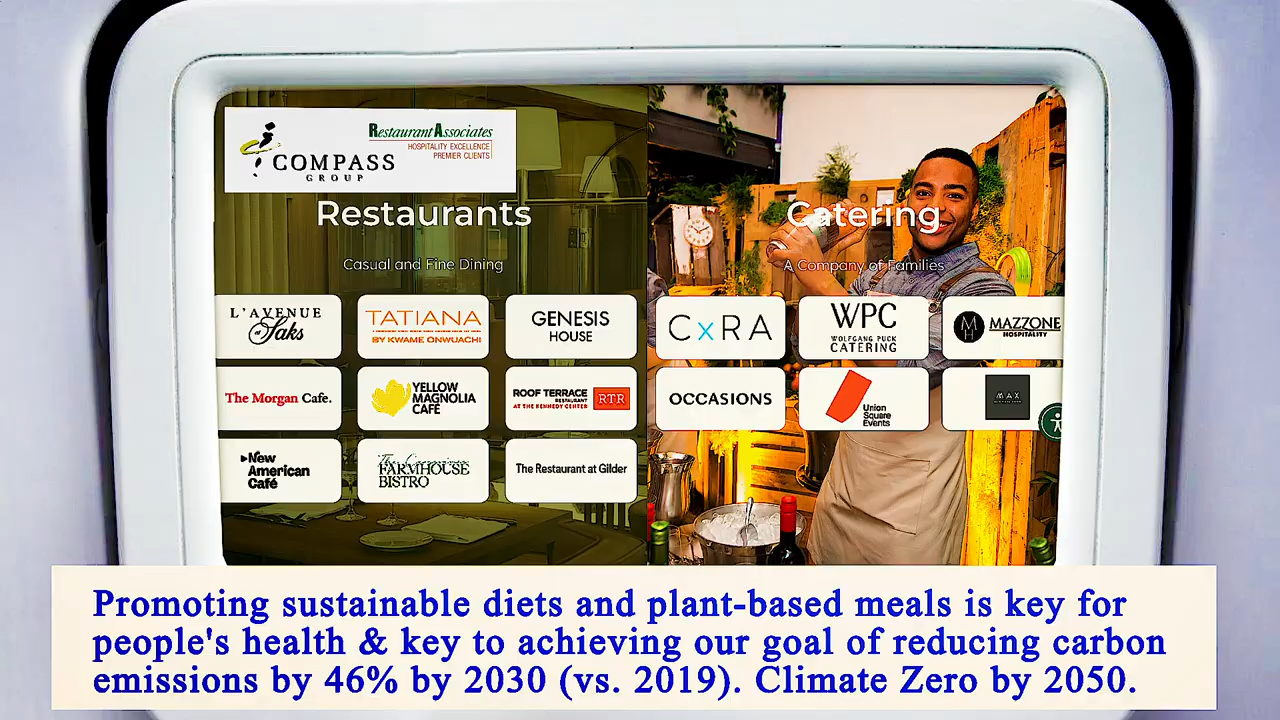 COMPASS
GROUP
Restaurant Associates
HOSPITALITY EXCELLENCE
PREMIER CLIENTS
Restaurants
Casual and Fine Dining
L'AVENUE
Saks
TATIANA
BY KWAME ONWUACHI
GENESIS
HOUSE
The Morgan Cafe.
YELLOW
MAGNOLIA
CAFÉ
ROOF TERRACE
RESTAURANT
AT THE KENNEDY CENTER
RTR
New
American
Café
FARMHOUSE
BISTRO
The Restaurant at Gilder
Catering
A Company of Families
CxRA
WPC
WOLFGANG PUCK
CATERING
MH
MAZZONE
HOSPITALITY
OCCASIONS
Union
Square
Events
MAX
Promoting sustainable diets and plant-based meals is key for
people's health & key to achieving our goal of reducing carbon
emissions by 46% by 2030 (vs. 2019). Climate Zero by 2050.